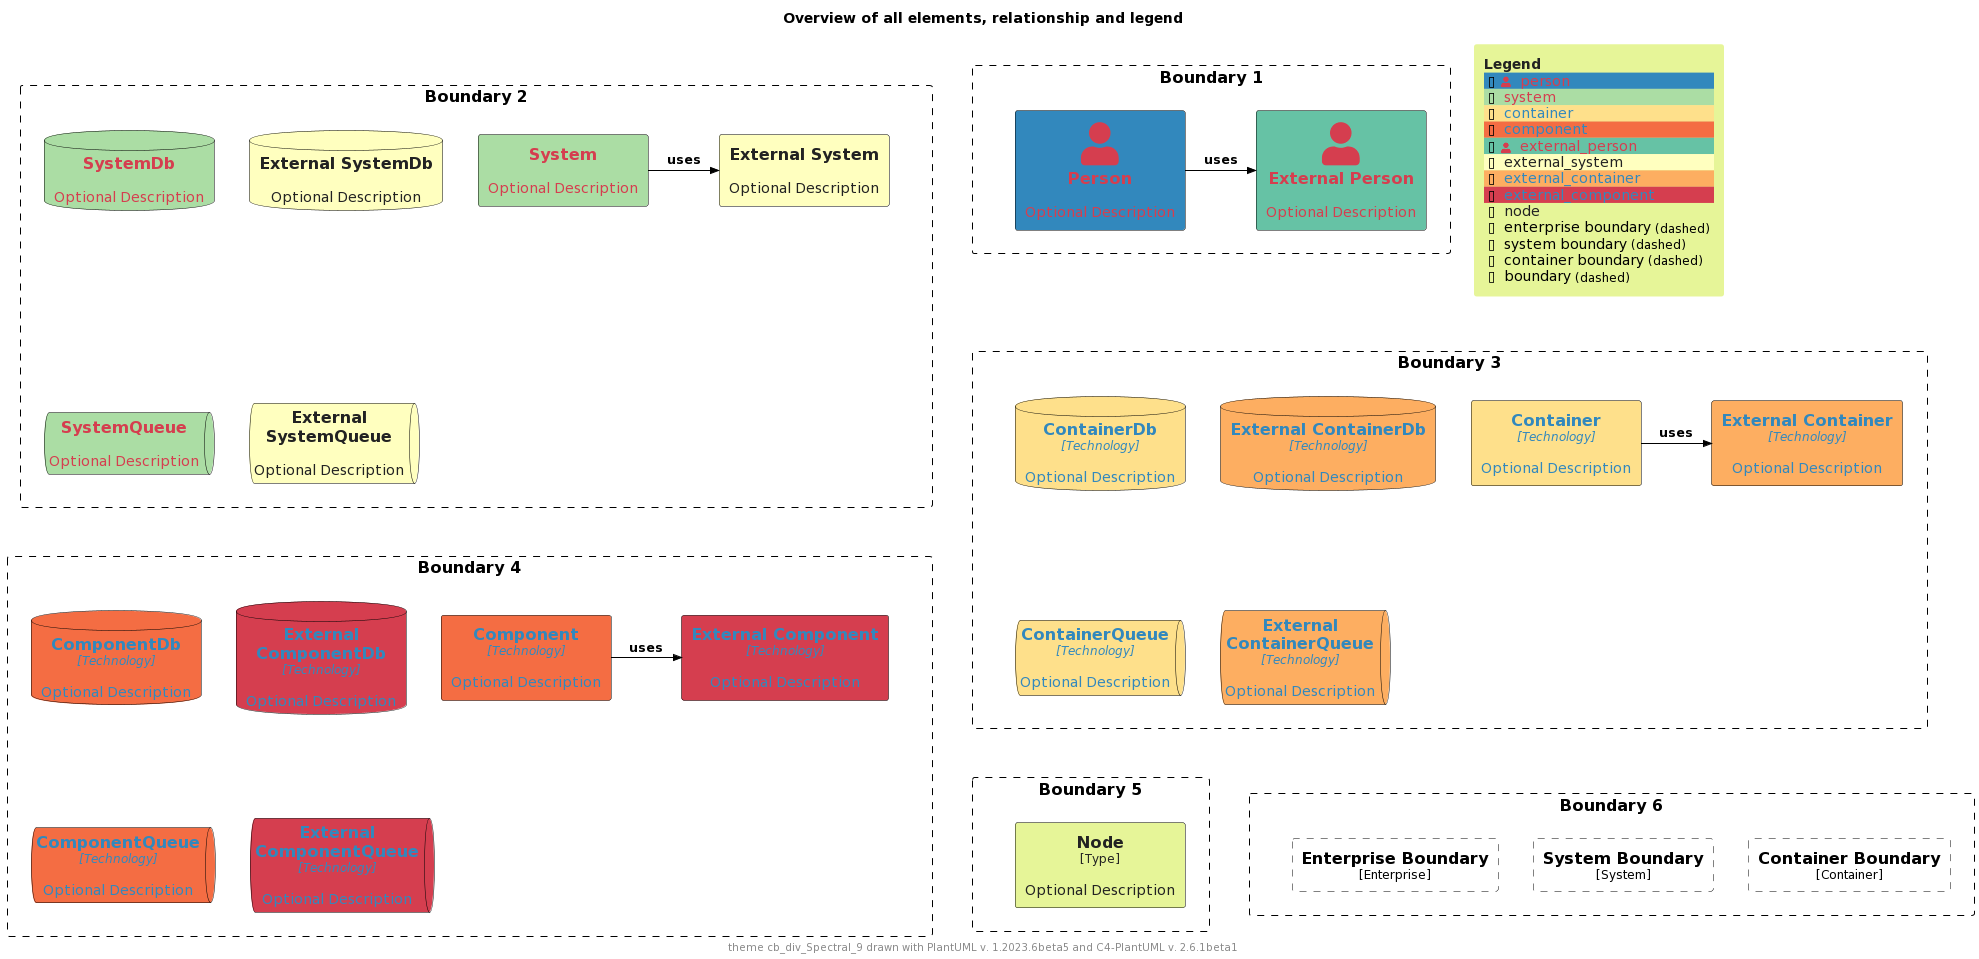 Overview of all elements, relationship and legend
Boundary 2
SystemDb
Optional Description
External SystemDb
Optional Description
System
Optional Description
uses
External System
Optional Description
SystemQueue
Optional Description
External
SystemQueue
Optional Description
Boundary 1
Person
Optional Description
uses
External Person
Optional Description
Legend
person
system
container
component
external_person
external_system
external_container
external_component
node
enterprise boundary (dashed)
system boundary (dashed)
container boundary (dashed)
boundary (dashed)
Boundary 3
ContainerDb
[Technology]
Optional Description
External ContainerDb
[Technology]
Optional Description
Container
[Technology]
Optional Description
uses
External Container
[Technology]
Optional Description
ContainerQueue
[Technology]
Optional Description
External
ContainerQueue
[Technology]
Optional Description
Boundary 4
ComponentDb
[Technology]
Optional Description
External
ComponentDb
[Technology]
Optional Description
Component
[Technology]
Optional Description
uses
External Component
[Technology]
Optional Description
ComponentQueue
[Technology]
Optional Description
External
ComponentQueue
[Technology]
Optional Description
Boundary 5
Node
[Type]
Optional Description
Boundary 6
Enterprise Boundary
[Enterprise]
System Boundary
[System]
Container Boundary
[Container]
theme cb_div_Spectral_9 drawn with PlantUML v. 1.2023.6beta5 and C4-PlantUML v. 2.6.1beta1